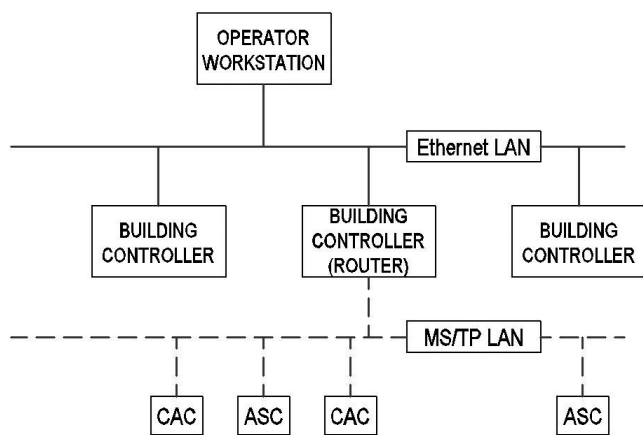 OPERATOR
WORKSTATION
Ethernet LAN
BUILDING
CONTROLLER
BUILDING
CONTROLLER
(ROUTER)
BUILDING
CONTROLLER
MS/TP LAN
CAC
ASC
CAC
ASC